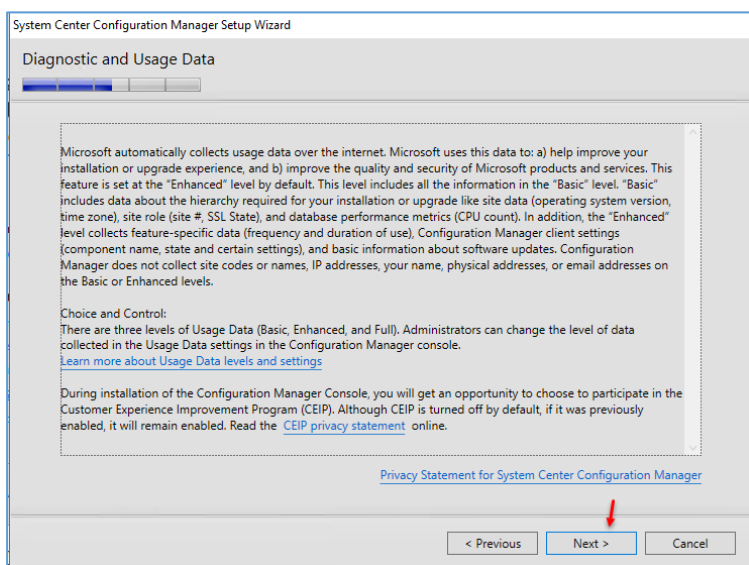 System Center Configuration Manager Setup Wizard
Diagnostic and Usage Data
Microsoft automatically collects usage data over the internet. Microsoft uses this data to: a) help improve your
installation or upgrade experience, and b) improve the quality and security of Microsoft products and services. This
feature is set at the “Enhanced” level by default. This level includes all the information in the “Basic” level. “Basic”
includes data about the hierarchy required for your installation or upgrade like site data (operating system version,
time zone), site role (site #, SSL State), and database performance metrics (CPU count). In addition, the “Enhanced”
level collects feature-specific data (frequency and duration of use), Configuration Manager client settings
(component name, state and certain settings), and basic information about software updates. Configuration
Manager does not collect site codes or names, IP addresses, your name, physical addresses, or email addresses on
the Basic or Enhanced levels.
Choice and Control:
There are three levels of Usage Data (Basic, Enhanced, and Full). Administrators can change the level of data
collected in the Usage Data settings in the Configuration Manager console.
Learn more about Usage Data levels and settings
During installation of the Configuration Manager Console, you will get an opportunity to choose to participate in the
Customer Experience Improvement Program (CEIP). Although CEIP is turned off by default, if it was previously
enabled, it will remain enabled. Read the CEIP privacy statement online.
Privacy Statement for System Center Configuration Manager
< Previous Next > Cancel